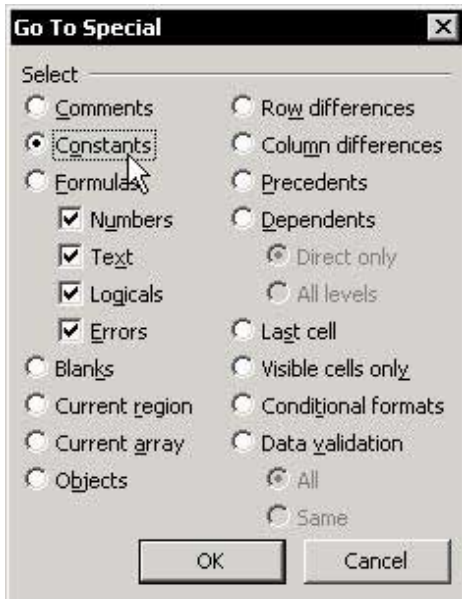 Go To Special
Select
Comments
Constants
Formulas
Numbers
Text
Logicals
Errors
Blanks
Current region
Current array
Objects
Row differences
Column differences
Precedents
Dependents
Direct only
All levels
Last cell
Visible cells only
Conditional formats
Data validation
All
Same
OK
Cancel